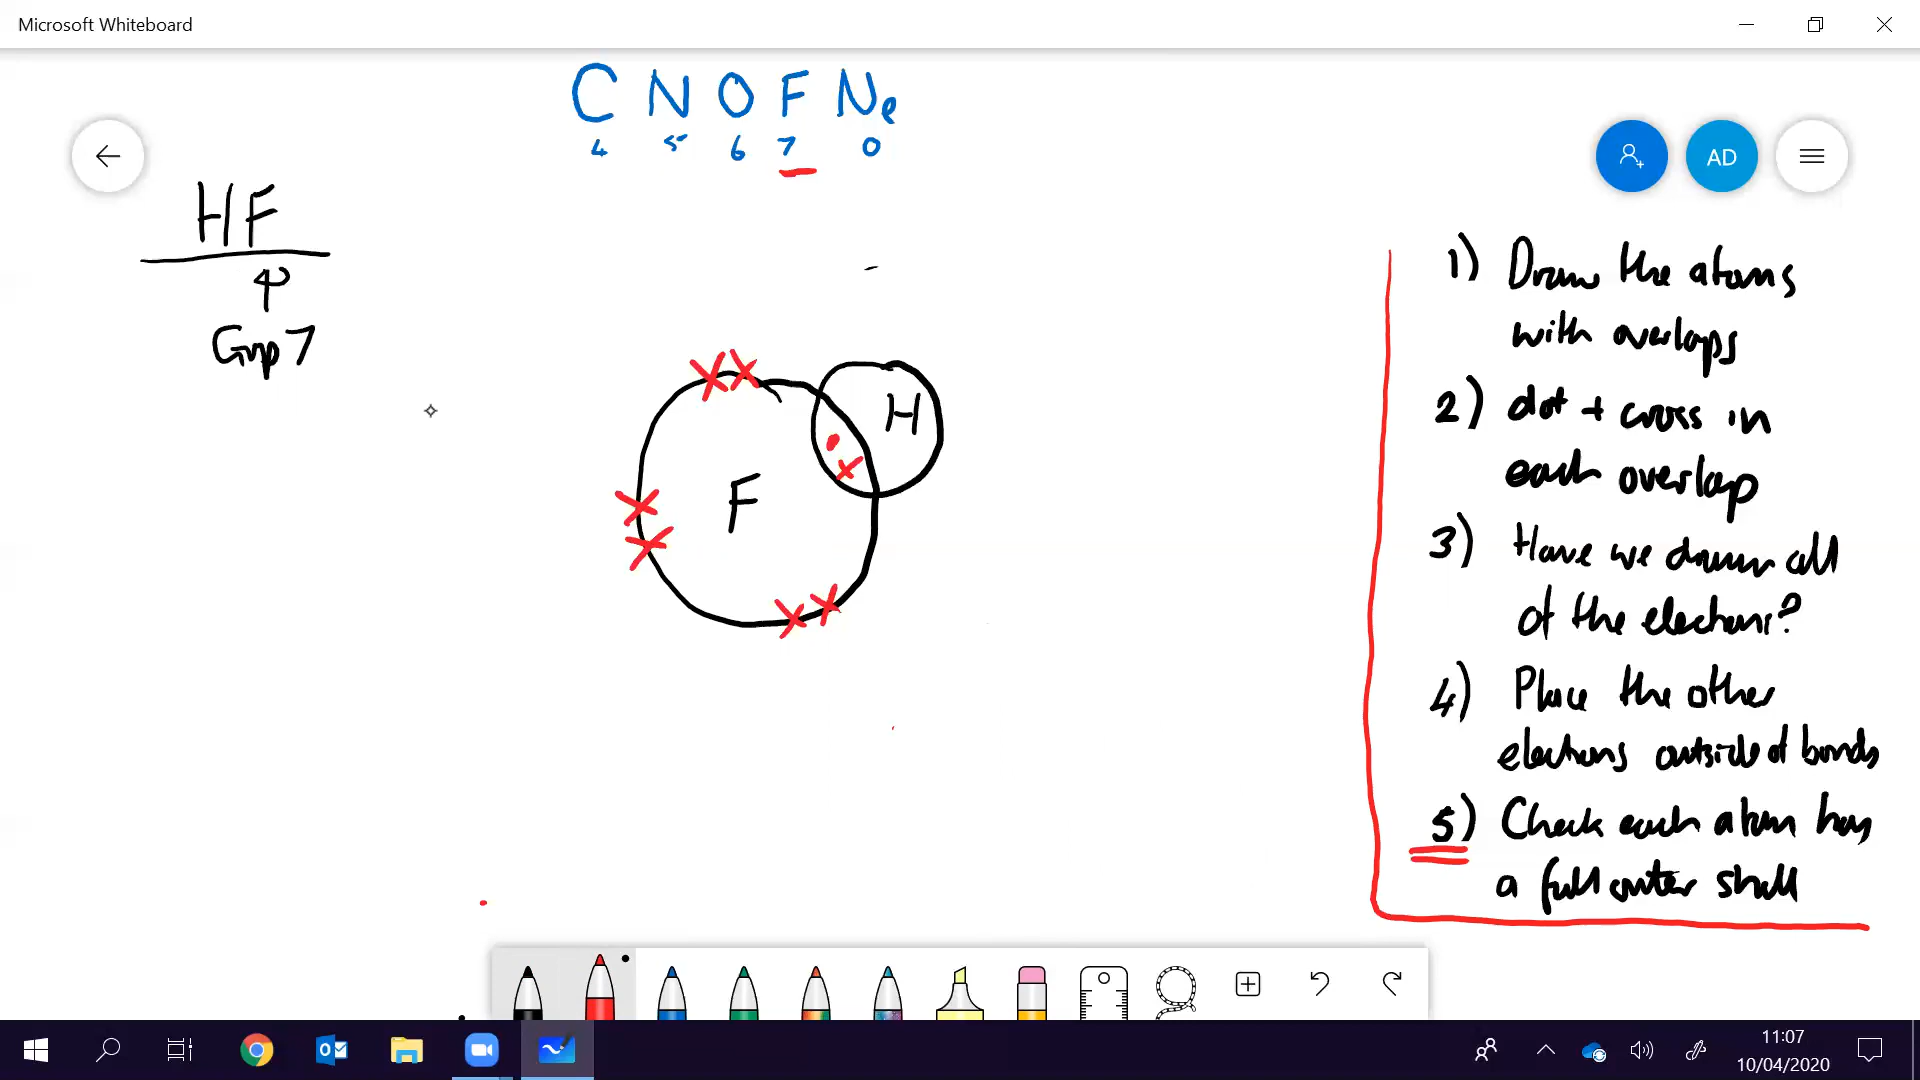 Microsoft Whiteboard
C N O F Ne
4 5 6 7 0
AD
HF
Grp 7
H
F
1) Draw the atoms
with overlaps
2) dot + cross in
each overlap
3) Have we drawn all
of the electrons?
4) Place the other
electrons outside of bonds
5) Check each atom has
a full outer shell
11:07
10/04/2020